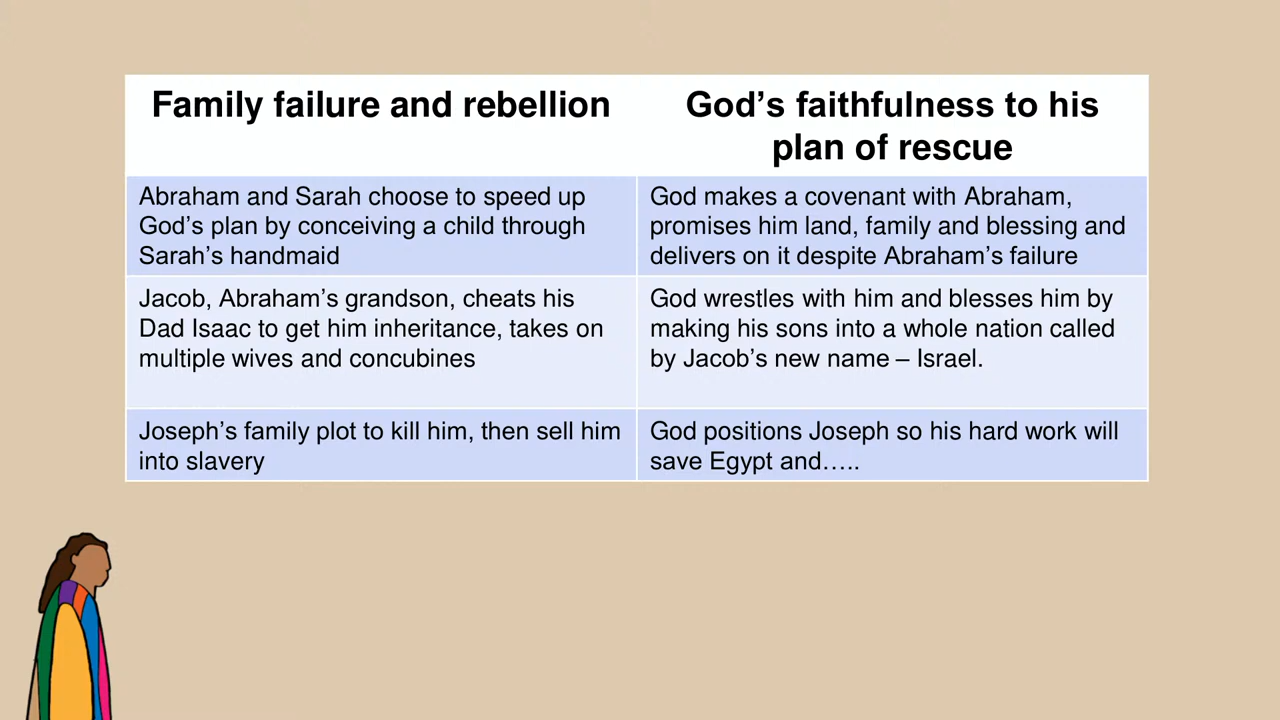 Family failure and rebellion
God’s faithfulness to his
plan of rescue
Abraham and Sarah choose to speed up
God’s plan by conceiving a child through
Sarah’s handmaid
God makes a covenant with Abraham,
promises him land, family and blessing and
delivers on it despite Abraham’s failure
Jacob, Abraham’s grandson, cheats his
Dad Isaac to get him inheritance, takes on
multiple wives and concubines
God wrestles with him and blesses him by
making his sons into a whole nation called
by Jacob’s new name – Israel.
Joseph’s family plot to kill him, then sell him
into slavery
God positions Joseph so his hard work will
save Egypt and…..